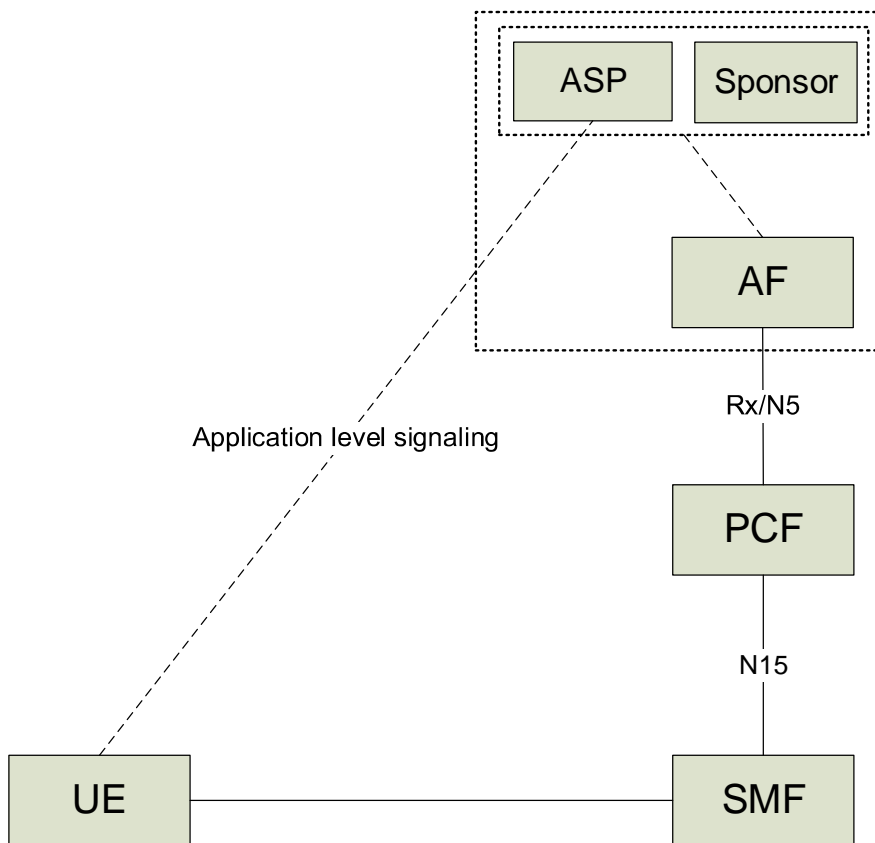 ASP
Sponsor
AF
Rx/N5
Application level signaling
PCF
N15
UE
SMF